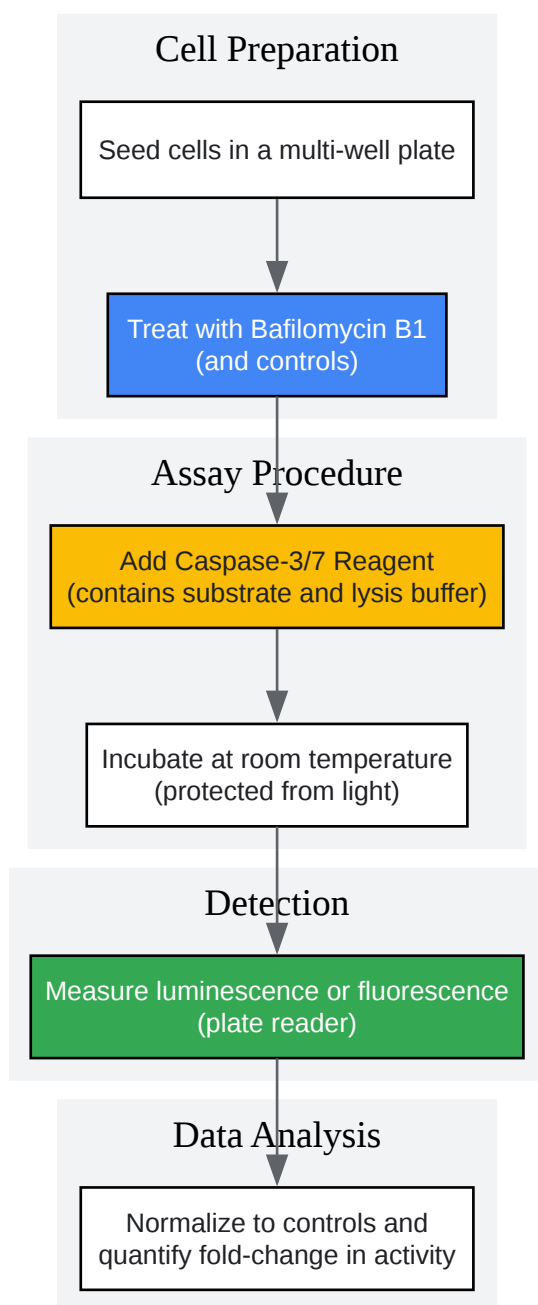 Cell Preparation
Seed cells in a multi-well plate
Treat with Bafilomycin B1
(and controls)
Assay Procedure
Add Caspase-3/7 Reagent
(contains substrate and lysis buffer)
Incubate at room temperature
(protected from light)
Detection
Measure luminescence or fluorescence
(plate reader)
Data Analysis
Normalize to controls and
quantify fold-change in activity